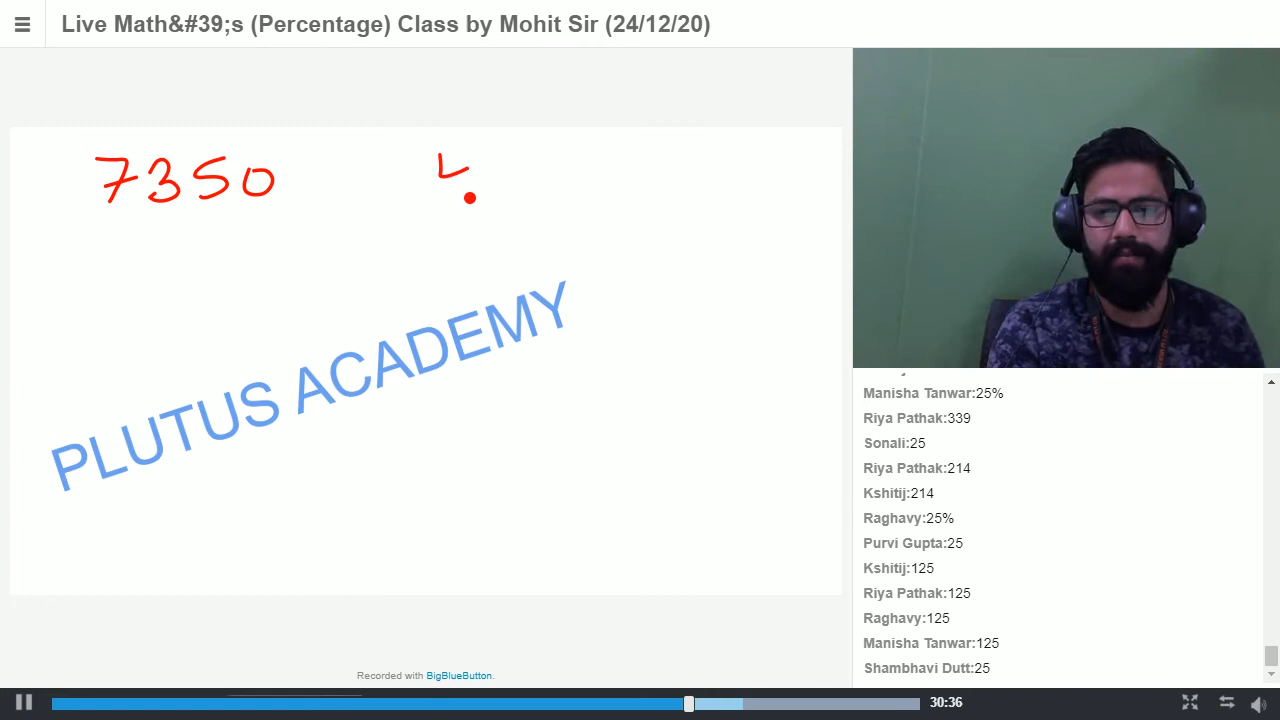 Live Math&#39;s (Percentage) Class by Mohit Sir (24/12/20)
7350
PLUTUS ACADEMY
Manisha Tanwar:25%
Riya Pathak:339
Sonali:25
Riya Pathak:214
Kshitij:214
Raghavy:25%
Purvi Gupta:25
Kshitij:125
Riya Pathak:125
Raghavy:125
Manisha Tanwar:125
Shambhavi Dutt:25
Recorded with BigBlueButton.
30:36